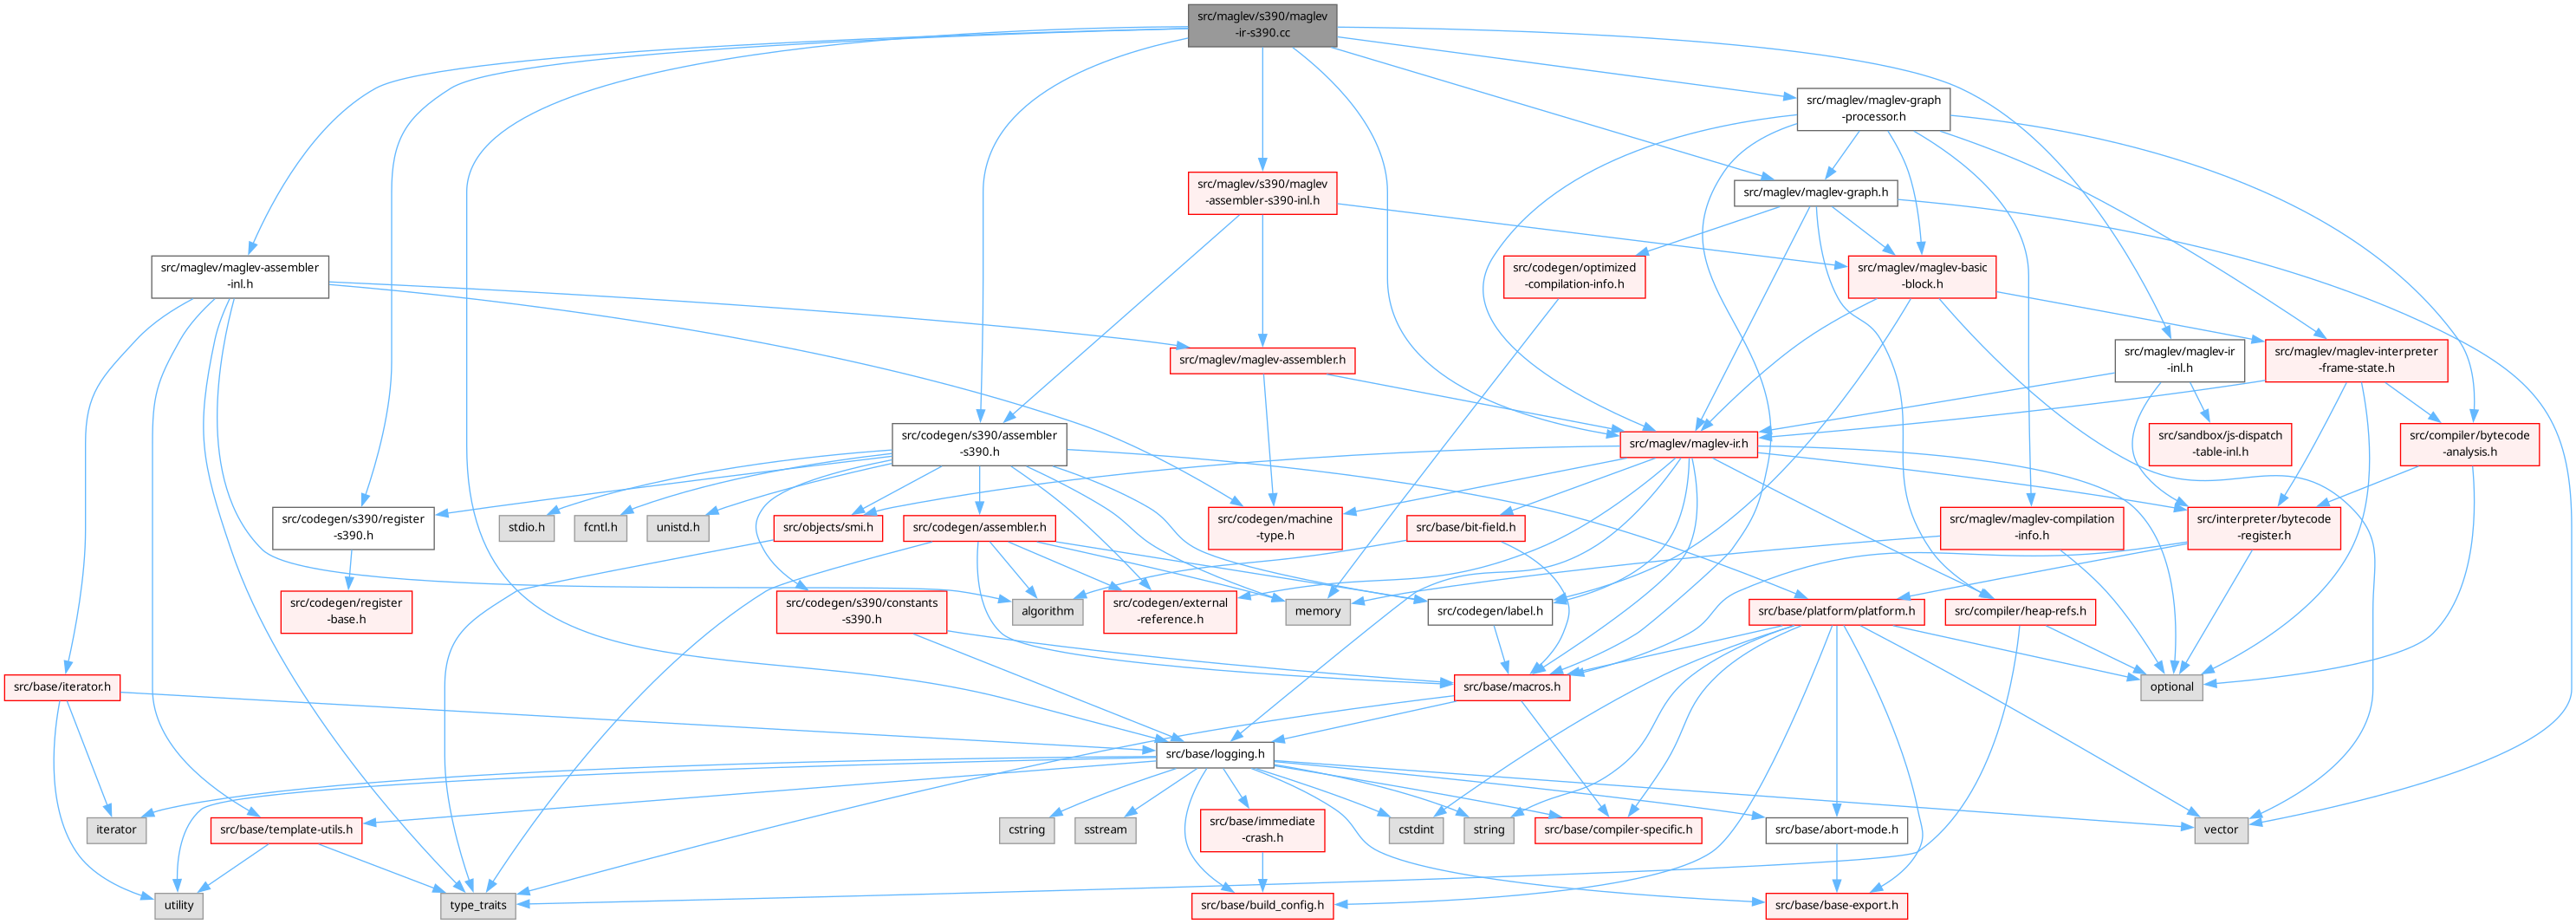 src/maglev/s390/maglev
-ir-s390.cc
src/maglev/maglev-graph
-processor.h
src/maglev/s390/maglev
-assembler-s390-inl.h
src/maglev/maglev-graph.h
src/maglev/maglev-assembler
-inl.h
src/codegen/optimized
-compilation-info.h
src/maglev/maglev-basic
-block.h
src/maglev/maglev-assembler.h
src/maglev/maglev-ir
-inl.h
src/maglev/maglev-interpreter
-frame-state.h
src/codegen/s390/assembler
-s390.h
src/maglev/maglev-ir.h
src/sandbox/js-dispatch
-table-inl.h
src/compiler/bytecode
-analysis.h
src/codegen/s390/register
-s390.h
stdio.h
fcntl.h
unistd.h
src/objects/smi.h
src/codegen/assembler.h
src/codegen/machine
-type.h
src/base/bit-field.h
src/maglev/maglev-compilation
-info.h
src/interpreter/bytecode
-register.h
src/codegen/register
-base.h
src/codegen/s390/constants
-s390.h
algorithm
src/codegen/external
-reference.h
memory
src/codegen/label.h
src/base/platform/platform.h
src/compiler/heap-refs.h
src/base/iterator.h
src/base/macros.h
optional
src/base/logging.h
iterator
src/base/template-utils.h
cstring
sstream
src/base/immediate
-crash.h
cstdint
string
src/base/compiler-specific.h
src/base/abort-mode.h
vector
utility
type_traits
src/base/build_config.h
src/base/base-export.h